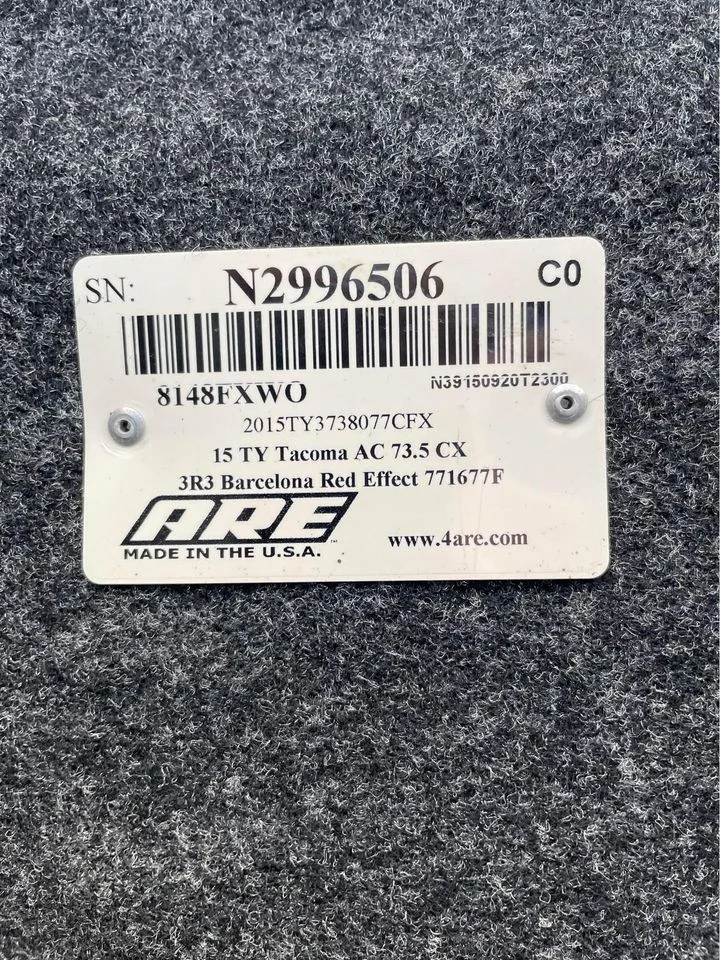 SN: N2996506 C0
8148FXWO N39150920T2300
2015TY3738077CFX
15 TY Tacoma AC 73.5 CX
3R3 Barcelona Red Effect 771677F
ARE™
MADE IN THE U.S.A.
www.4are.com